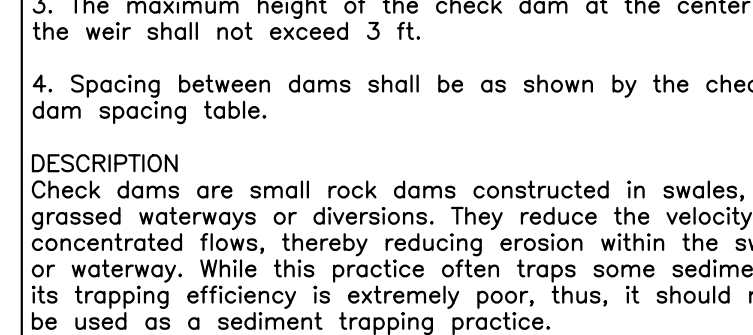 3. The maximum height of the check dam at the center
the weir shall not exceed 3 ft.
4. Spacing between dams shall be as shown by the
dam spacing table.
DESCRIPTION
Check dams are small rock dams constructed in swales,
grassed waterways or diversions. They reduce the velocity
concentrated flows, thereby reducing erosion within the
or waterway. While this practice often traps some
its trapping efficiency is extremely poor, thus, it should
be used as a sediment trapping practice.